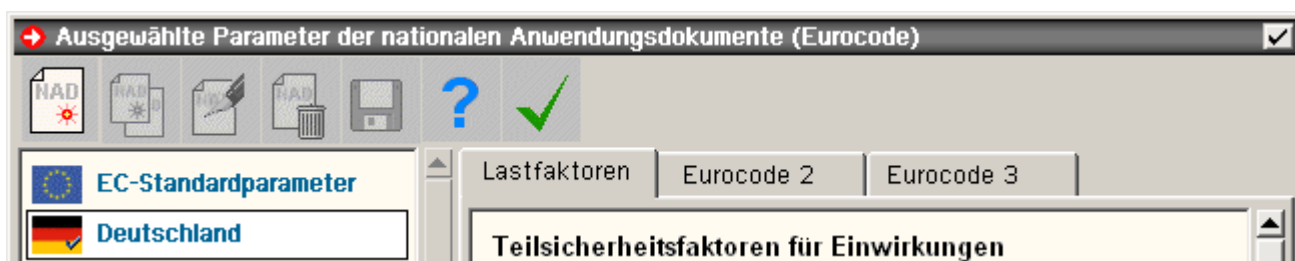 Ausgewählte Parameter der nationalen Anwendungsdokumente (Eurocode)
NAD NAD NAD NAD ?
EC-Standardparameter
Deutschland
Lastfaktoren Eurocode 2 Eurocode 3
Teilsicherheitsfaktoren für Einwirkungen